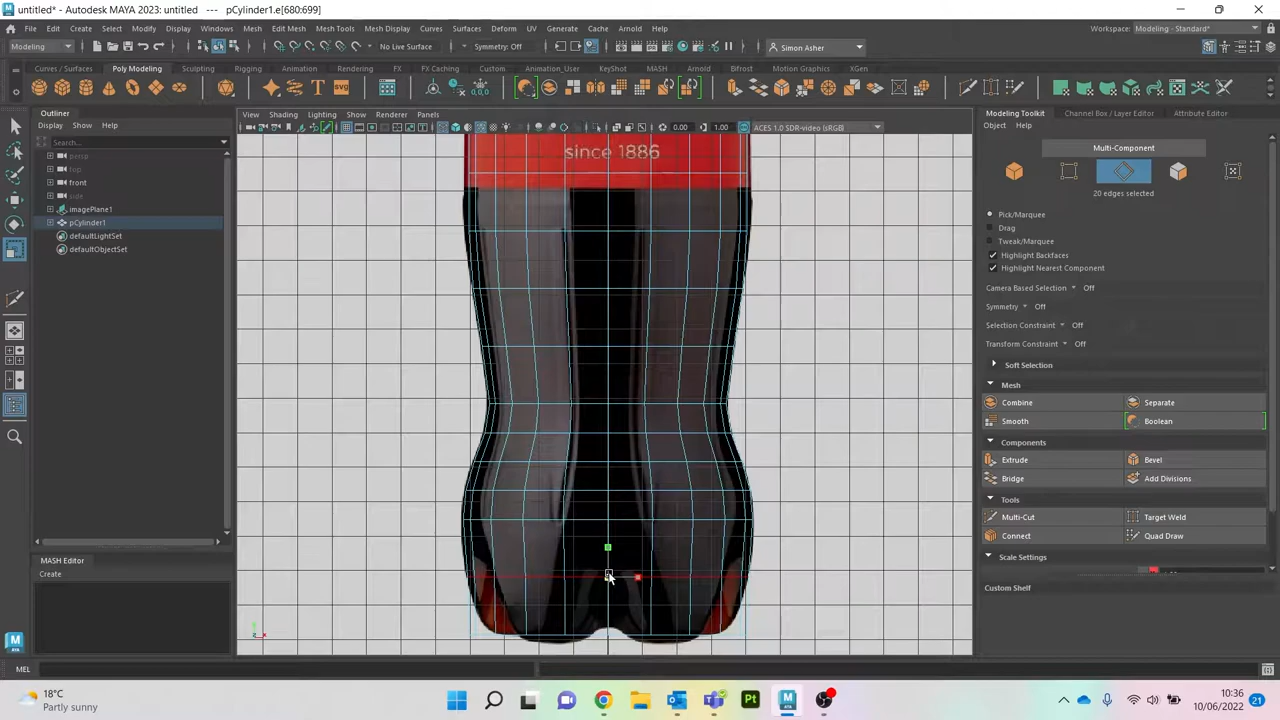 untitled* - Autodesk MAYA 2023: untitled --- pCylinder1.e[680:699]
File Edit Create Select Modify Display Windows Mesh Edit Mesh Mesh Tools Mesh Display Curves Surfaces Deform UV Generate Cache Arnold Help
Workspace: Modeling - Standard*
Modeling
No Live Surface
Symmetry: Off
Simon Asher
Curves / Surfaces Poly Modeling Sculpting Rigging Animation Rendering FX FX Caching Custom Animation_User KeyShot MASH Arnold Bifrost Motion Graphics XGen
Outliner
Display Show Help
Search...
persp
top
front
side
imagePlane1
pCylinder1
defaultLightSet
defaultObjectSet
MASH Editor
Create
View Shading Lighting Show Renderer Panels
0.00 1.00 ACES 1.0 SDR-video (sRGB)
since 1886
Modeling Toolkit Channel Box / Layer Editor Attribute Editor
Object Help
Multi-Component
20 edges selected
Pick/Marquee
Drag
Tweak/Marquee
Highlight Backfaces
Highlight Nearest Component
Camera Based Selection Off
Symmetry Off
Selection Constraint Off
Transform Constraint Off
Soft Selection
Mesh
Combine Separate
Smooth Boolean
Components
Extrude Bevel
Bridge Add Divisions
Tools
Multi-Cut Target Weld
Connect Quad Draw
Scale Settings
Custom Shelf
MEL
18°C
Partly sunny
10:36
10/06/2022
21